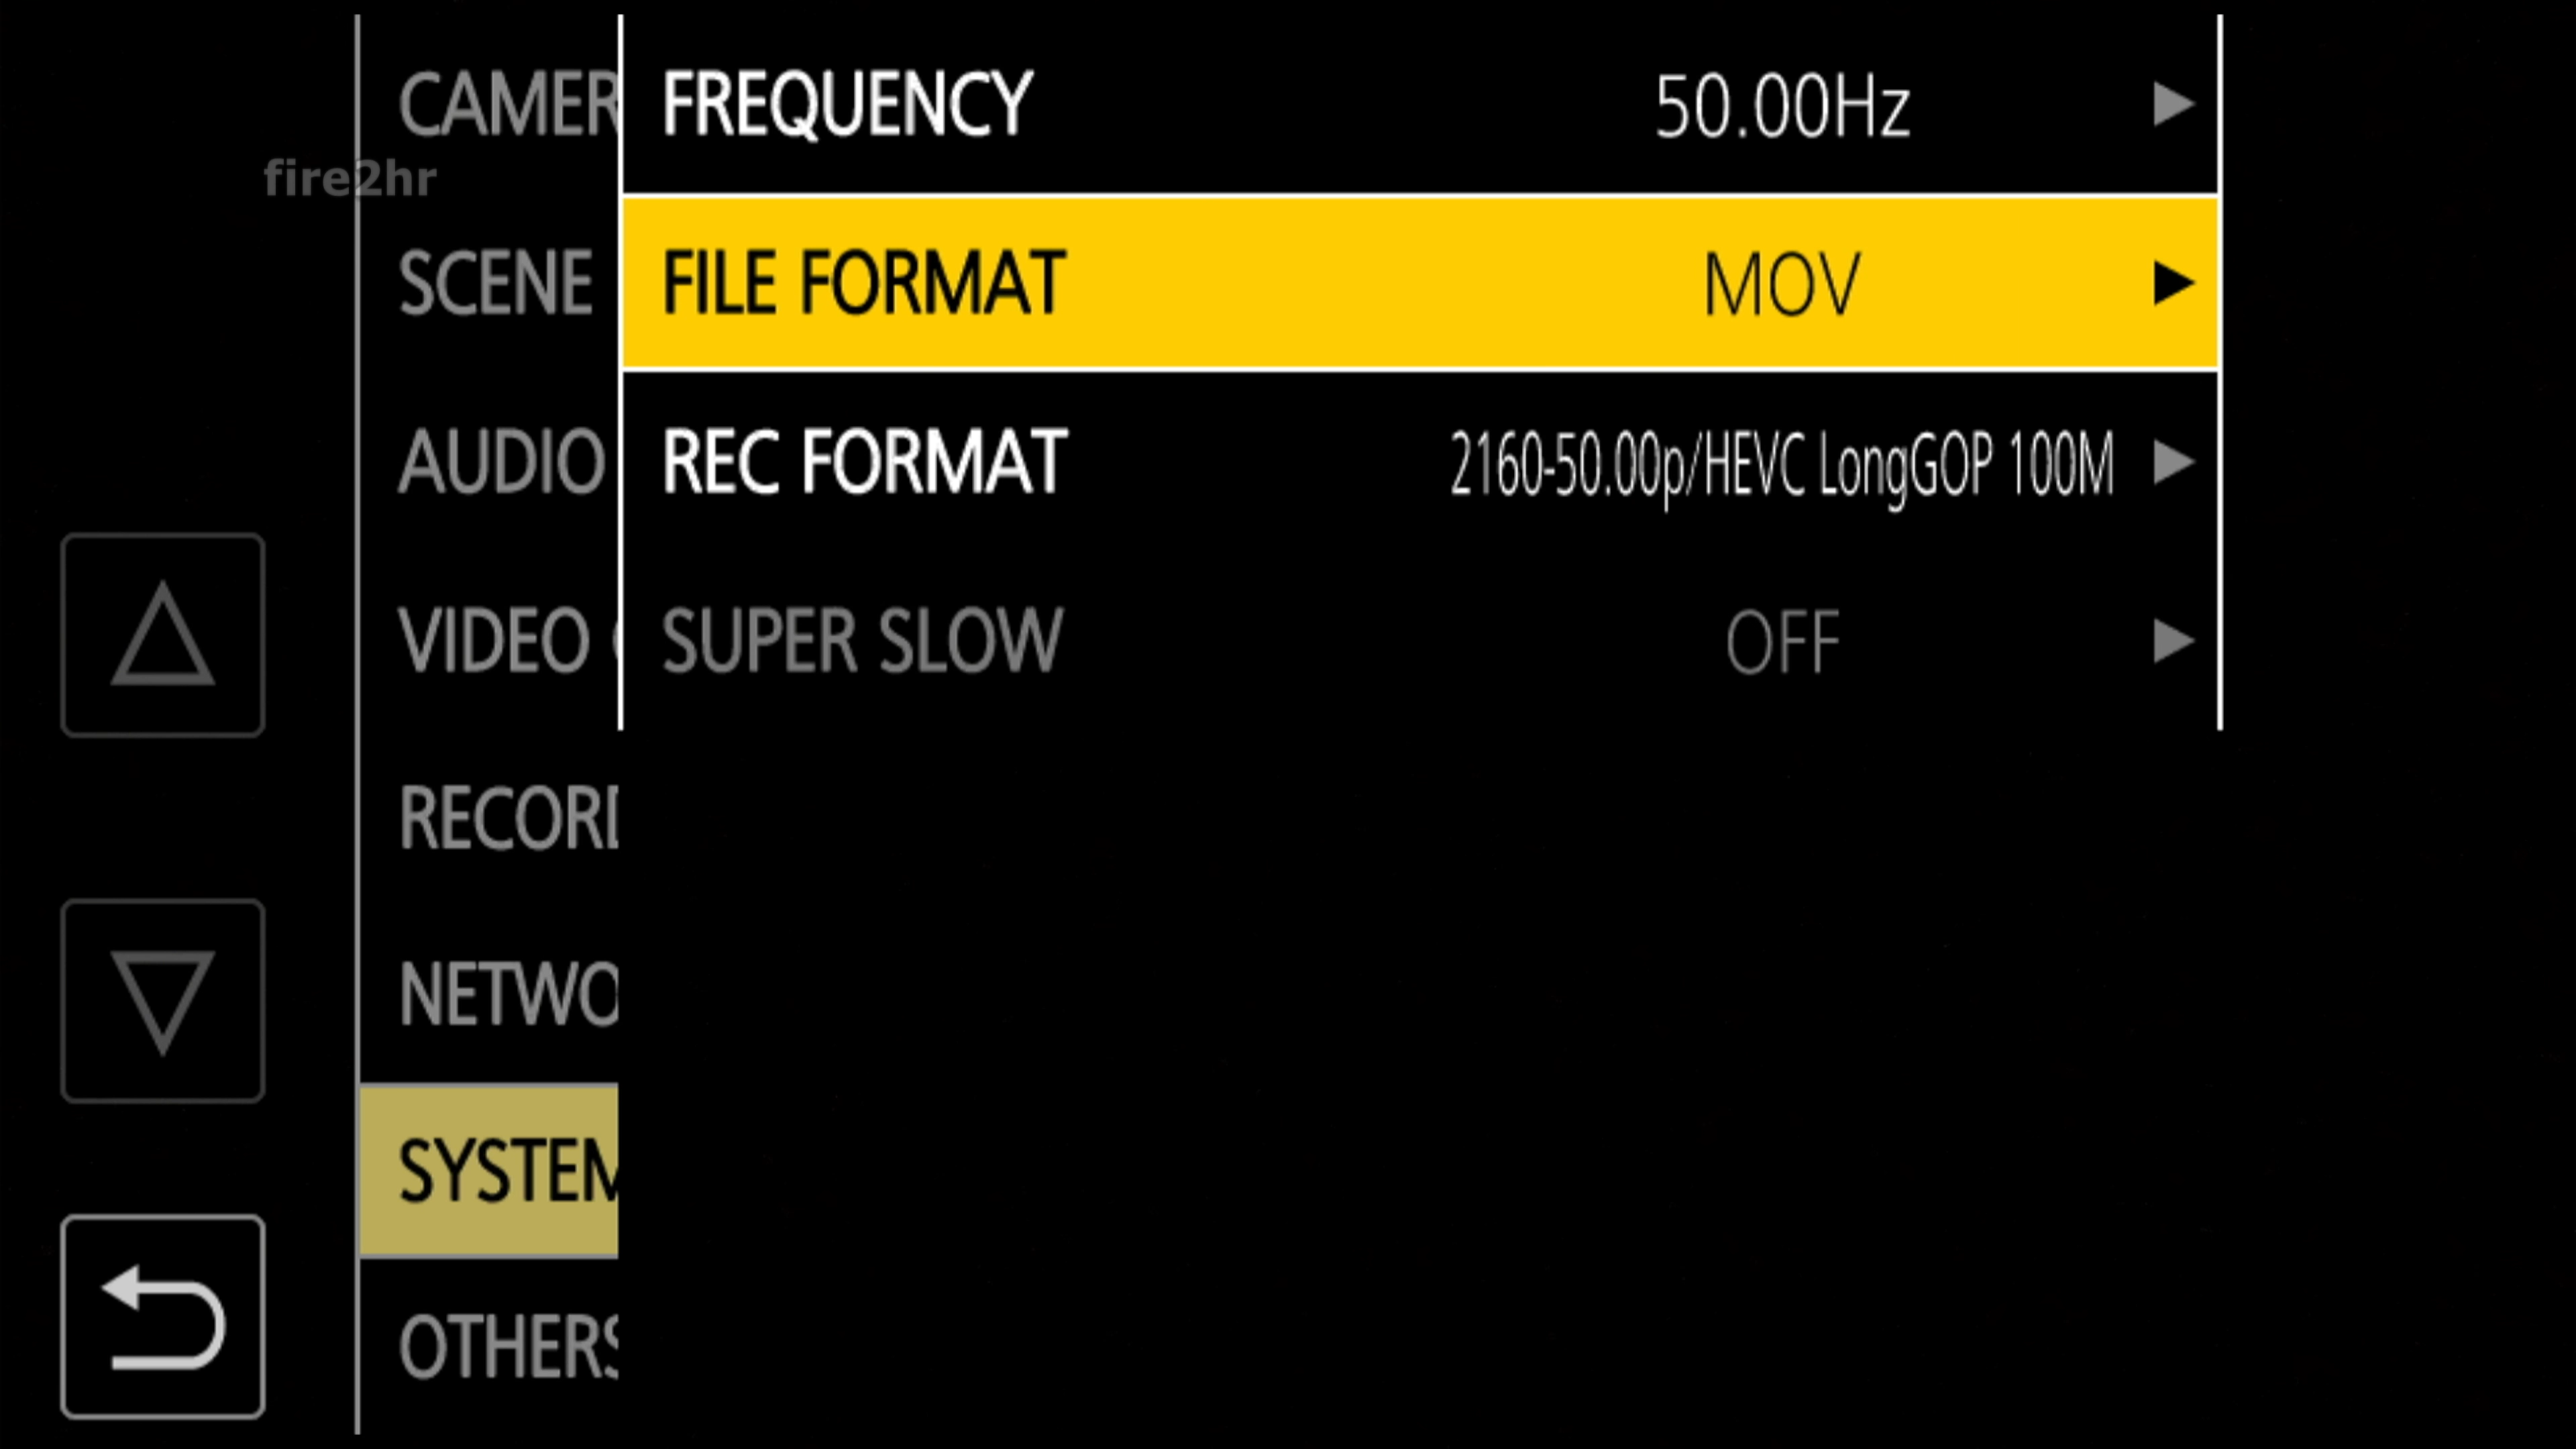 CAMER
FREQUENCY 50.00Hz
fire2hr
SCENE
FILE FORMAT MOV
AUDIO
REC FORMAT 2160-50.00p/HEVC LongGOP 100M
VIDEO
SUPER SLOW OFF
RECOR
NETWO
SYSTEM
OTHERS